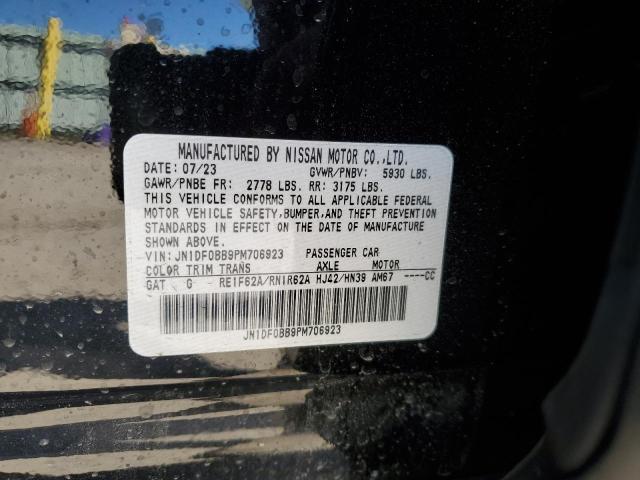 MANUFACTURED BY NISSAN MOTOR CO.,LTD.
DATE: 07/23 GVWR/PNBV: 5930 LBS.
GAWR/PNBE FR: 2778 LBS. RR: 3175 LBS.
THIS VEHICLE CONFORMS TO ALL APPLICABLE FEDERAL
MOTOR VEHICLE SAFETY,BUMPER,AND THEFT PREVENTION
STANDARDS IN EFFECT ON THE DATE OF MANUFACTURE
SHOWN ABOVE.
VIN: JN1DF0BB9PM706923 PASSENGER CAR
COLOR TRIM TRANS AXLE MOTOR
GAT G - RE1F62A/RN1R62A HJ42/HN39 AM67 ----CC
JN1DF0BB9PM706923